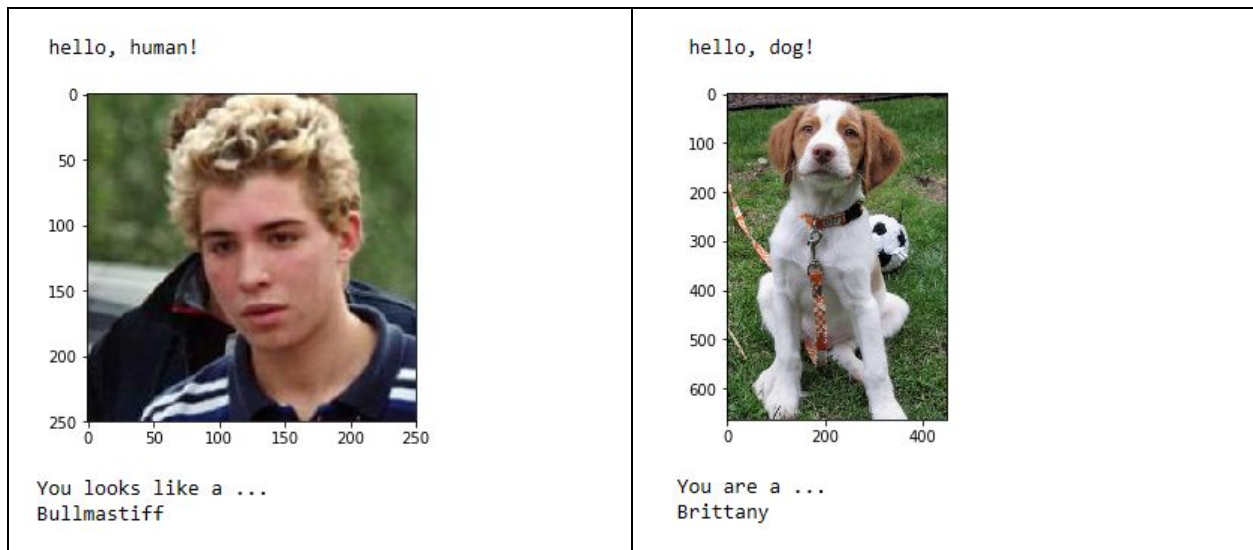 hello, human!
0
50
100
150
200
250
0 50 100 150 200 250
You looks like a ...
Bullmastiff
hello, dog!
0
100
200
300
400
500
600
0 200 400
You are a ...
Brittany